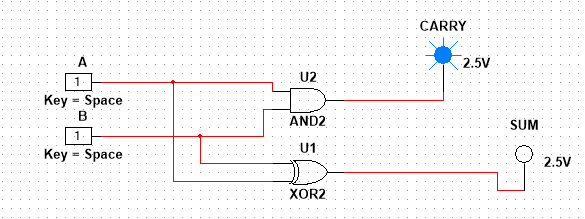 CARRY
2.5V
A
1
Key = Space
U2
AND2
B
1
Key = Space
U1
XOR2
SUM
2.5V